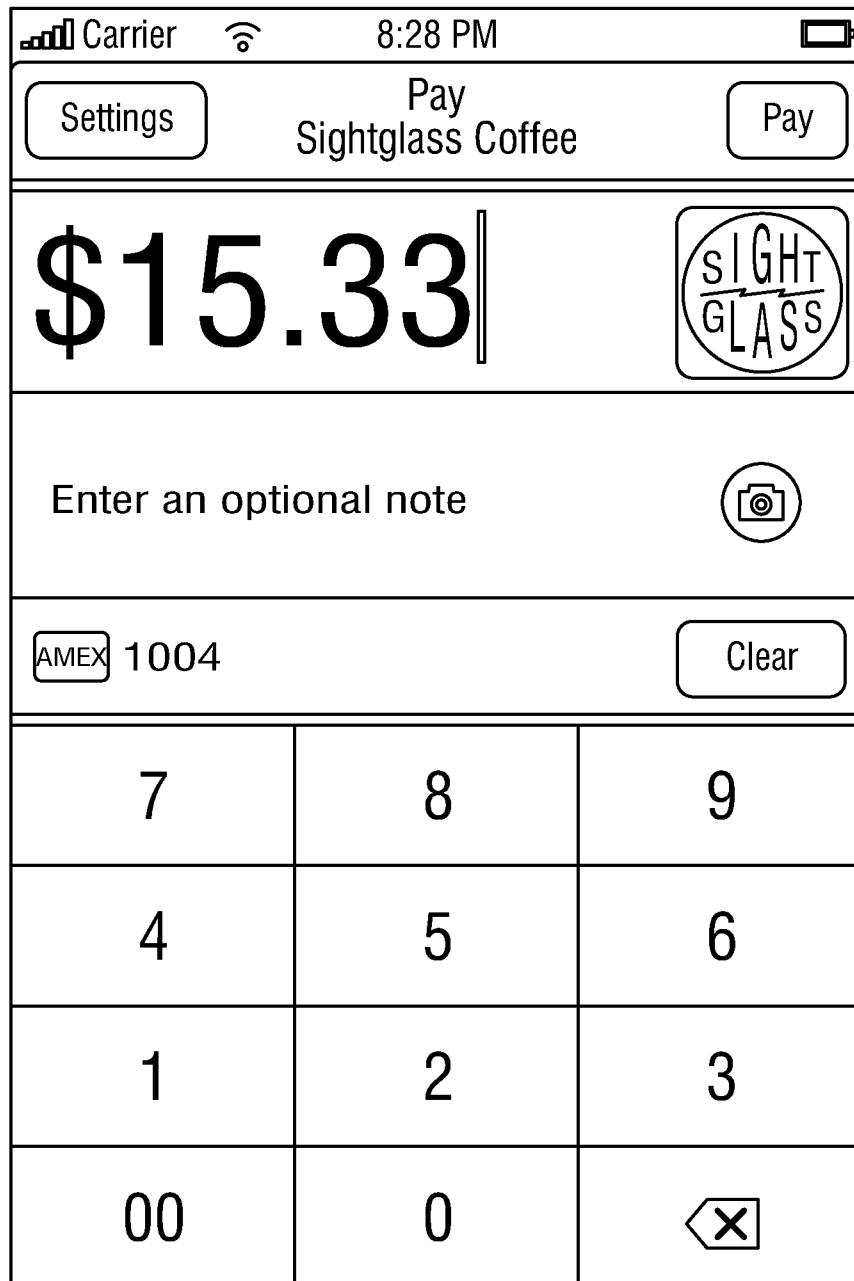 Carrier 8:28 PM
Settings Pay Pay
Sightglass Coffee
$15.33
SIGHT
GLASS
Enter an optional note
AMEX 1004 Clear
7 8 9
4 5 6
1 2 3
00 0